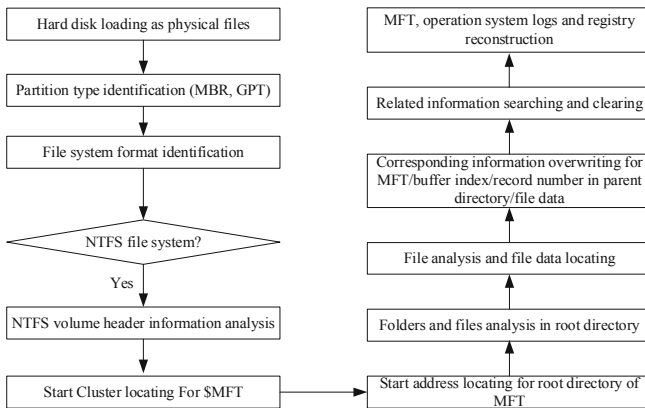 Hard disk loading as physical files
Partition type identification (MBR, GPT)
File system format identification
NTFS file system?
Yes
NTFS volume header information analysis
Start Cluster locating For $MFT
Start address locating for root directory of
MFT
Folders and files analysis in root directory
File analysis and file data locating
Corresponding information overwriting for
MFT/buffer index/record number in parent
directory/file data
Related information searching and clearing
MFT, operation system logs and registry
reconstruction